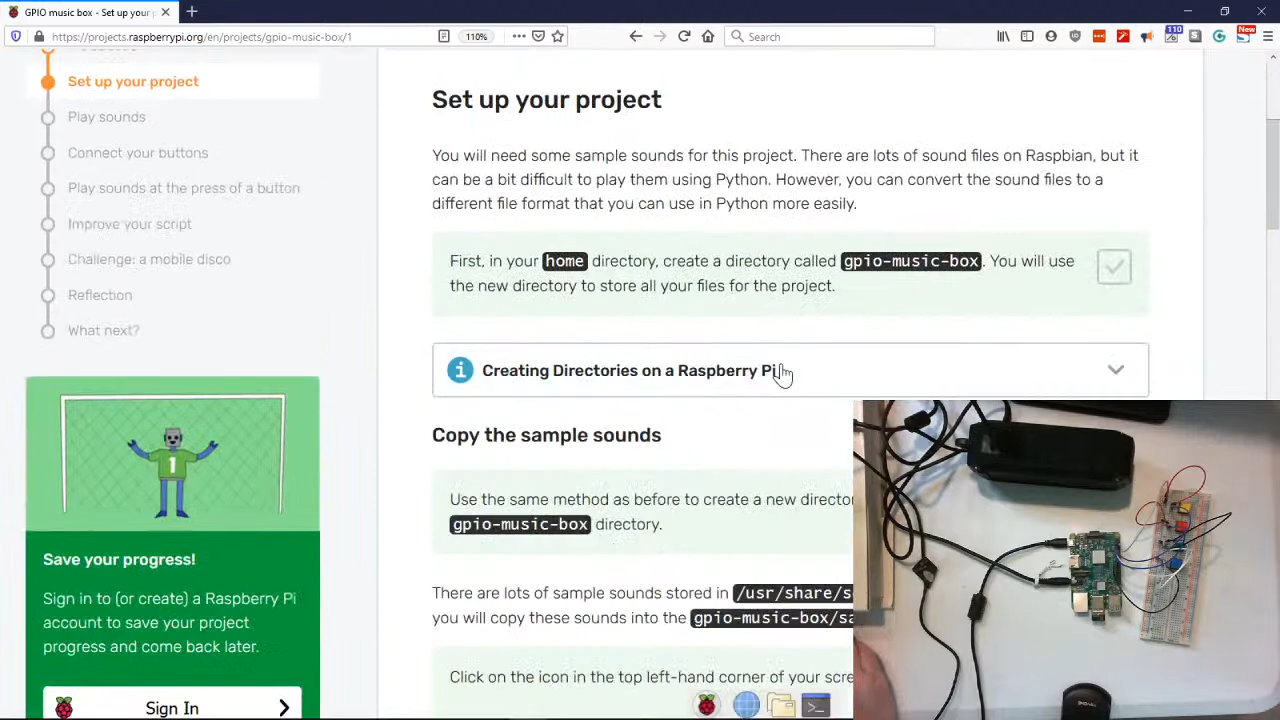 GPIO music box - Set up your p
https://projects.raspberrypi.org/en/projects/gpio-music-box/1
110%
Search
110
New
Set up your project
Play sounds
Connect your buttons
Play sounds at the press of a button
Improve your script
Challenge: a mobile disco
Reflection
What next?
1
Save your progress!
Sign in to (or create) a Raspberry Pi
account to save your project
progress and come back later.
Sign In
Set up your project
You will need some sample sounds for this project. There are lots of sound files on Raspbian, but it
can be a bit difficult to play them using Python. However, you can convert the sound files to a
different file format that you can use in Python more easily.
First, in your home directory, create a directory called gpio-music-box. You will use
the new directory to store all your files for the project.
Creating Directories on a Raspberry Pi
Copy the sample sounds
Use the same method as before to create a new director
gpio-music-box directory.
There are lots of sample sounds stored in /usr/share/s
you will copy these sounds into the gpio-music-box/sa
Click on the icon in the top left-hand corner of your scre